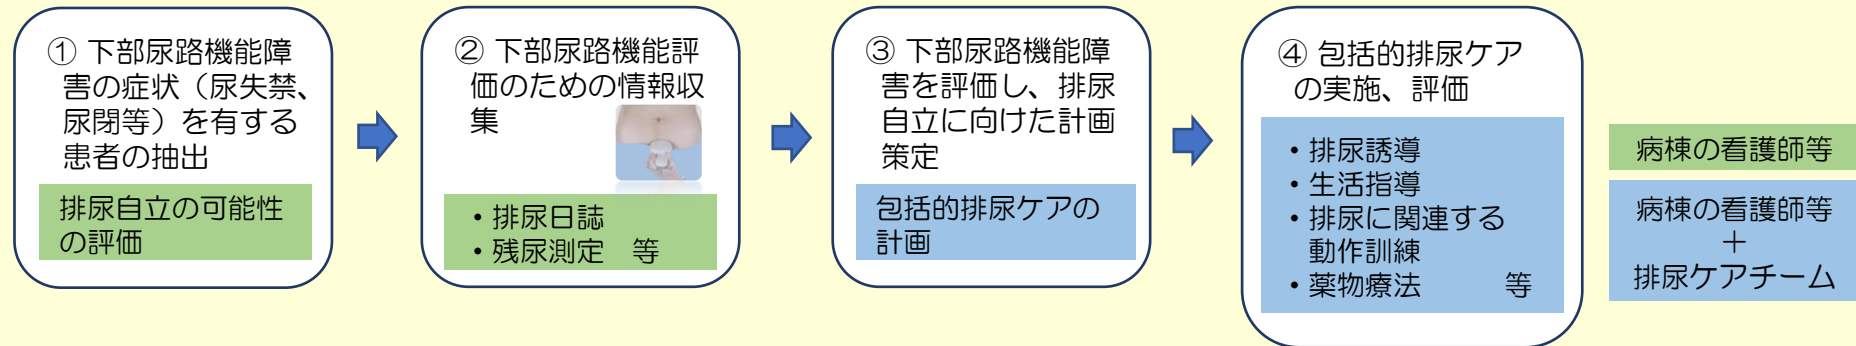 ① 下部尿路機能障
害の症状（尿失禁、
尿閉等）を有する
患者の抽出
排尿自立の可能性
の評価
② 下部尿路機能評
価のための情報収
集
・排尿日誌
・残尿測定　等
③ 下部尿路機能障
害を評価し、排尿
自立に向けた計画
策定
包括的排尿ケアの
計画
④ 包括的排尿ケア
の実施、評価
・排尿誘導
・生活指導
・排尿に関連する
動作訓練
・薬物療法　　等
病棟の看護師等
病棟の看護師等
＋
排尿ケアチーム